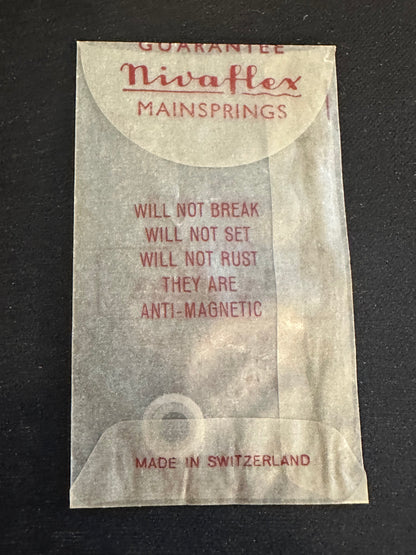 GUARANTEE
Nivaflex
MAINSPRINGS
WILL NOT BREAK
WILL NOT SET
WILL NOT RUST
THEY ARE
ANTI-MAGNETIC
MADE IN SWITZERLAND